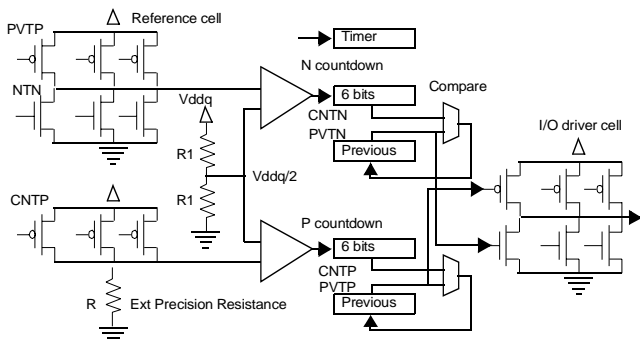 Reference cell
PVTP
Timer
N countdown
NTN
Vddq
6 bits
Compare
CNTN
PVTN
I/O driver cell
R1
Previous
Vddq/2
R1
CNTP
P countdown
6 bits
CNTP
PVTP
R
Ext Precision Resistance
Previous